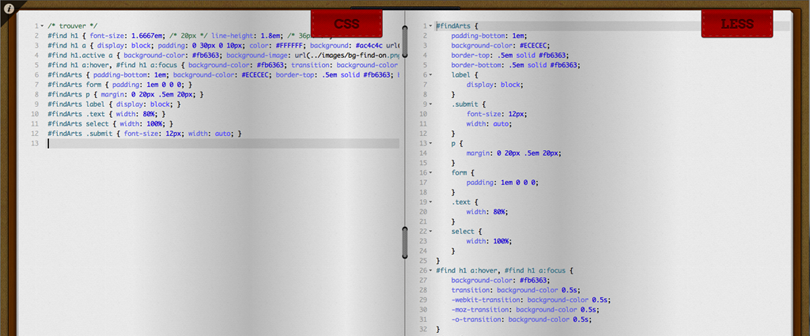 CSS
1 /* trouver */
2 #find h1 { font-size: 1.6667em; /* 20px */ line-height: 1.8em; /* 36p
3 #find h1 a { display: block; padding: 0 30px 0 10px; color: #FFFFFF; background: #ac4c4c url(
4 #find h1.active a { background-color: #fb6363; background-image: url(../images/bg-find-on.png
5 #find h1 a:hover, #find h1 a:focus { background-color: #fb6363; transition: background-color
6 #findArts { padding-bottom: 1em; background-color: #ECECEC; border-top: .5em solid #fb6363; b
7 #findArts form { padding: 1em 0 0 0; }
8 #findArts p { margin: 0 20px .5em 20px; }
9 #findArts label { display: block; }
10 #findArts .text { width: 80%; }
11 #findArts select { width: 100%; }
12 #findArts .submit { font-size: 12px; width: auto; }
13
LESS
1 #findArts {
2 padding-bottom: 1em;
3 background-color: #ECECEC;
4 border-top: .5em solid #fb6363;
5 border-bottom: .5em solid #fb6363;
6 label {
7 display: block;
8 }
9 .submit {
10 font-size: 12px;
11 width: auto;
12 }
13 p {
14 margin: 0 20px .5em 20px;
15 }
16 form {
17 padding: 1em 0 0 0;
18 }
19 .text {
20 width: 80%;
21 }
22 select {
23 width: 100%;
24 }
25 }
26 #find h1 a:hover, #find h1 a:focus {
27 background-color: #fb6363;
28 transition: background-color 0.5s;
29 -webkit-transition: background-color 0.5s;
30 -moz-transition: background-color 0.5s;
31 -o-transition: background-color 0.5s;
32 }